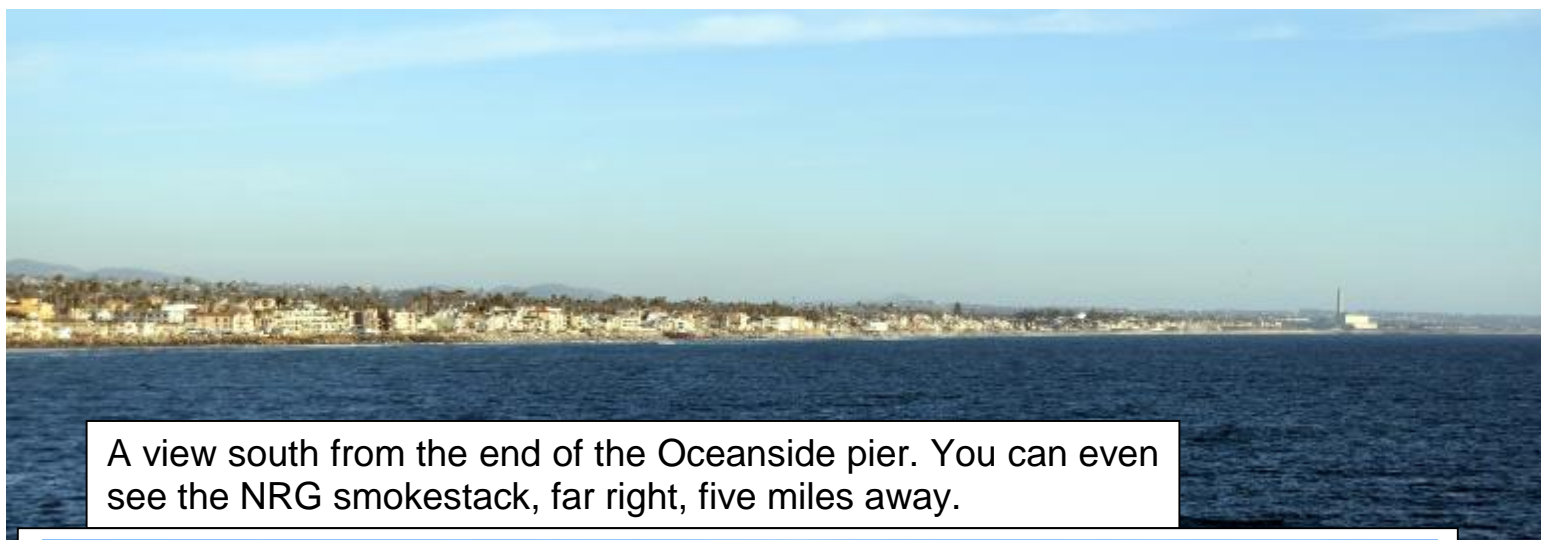 A view south from the end of the Oceanside pier. You can even
see the NRG smokestack, far right, five miles away.